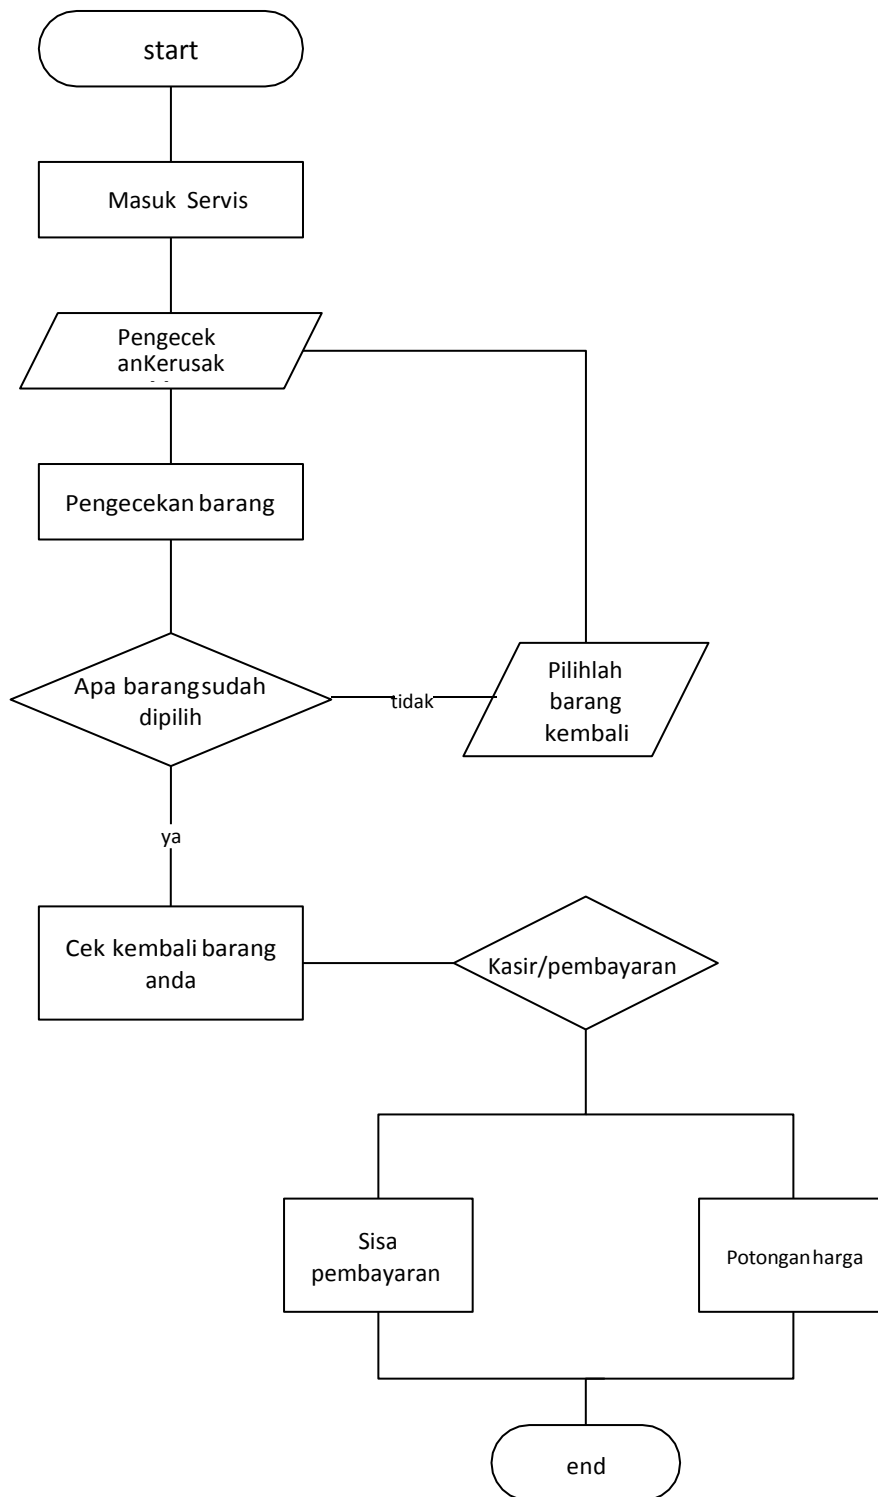 start
Masuk Servis
Pengecek
anKerusak
Pengecekan barang
Apa barang sudah
dipilih
tidak
Pilihlah
barang
kembali
ya
Cek kembali barang
anda
Kasir/pembayaran
Sisa
pembayaran
Potongan harga
end